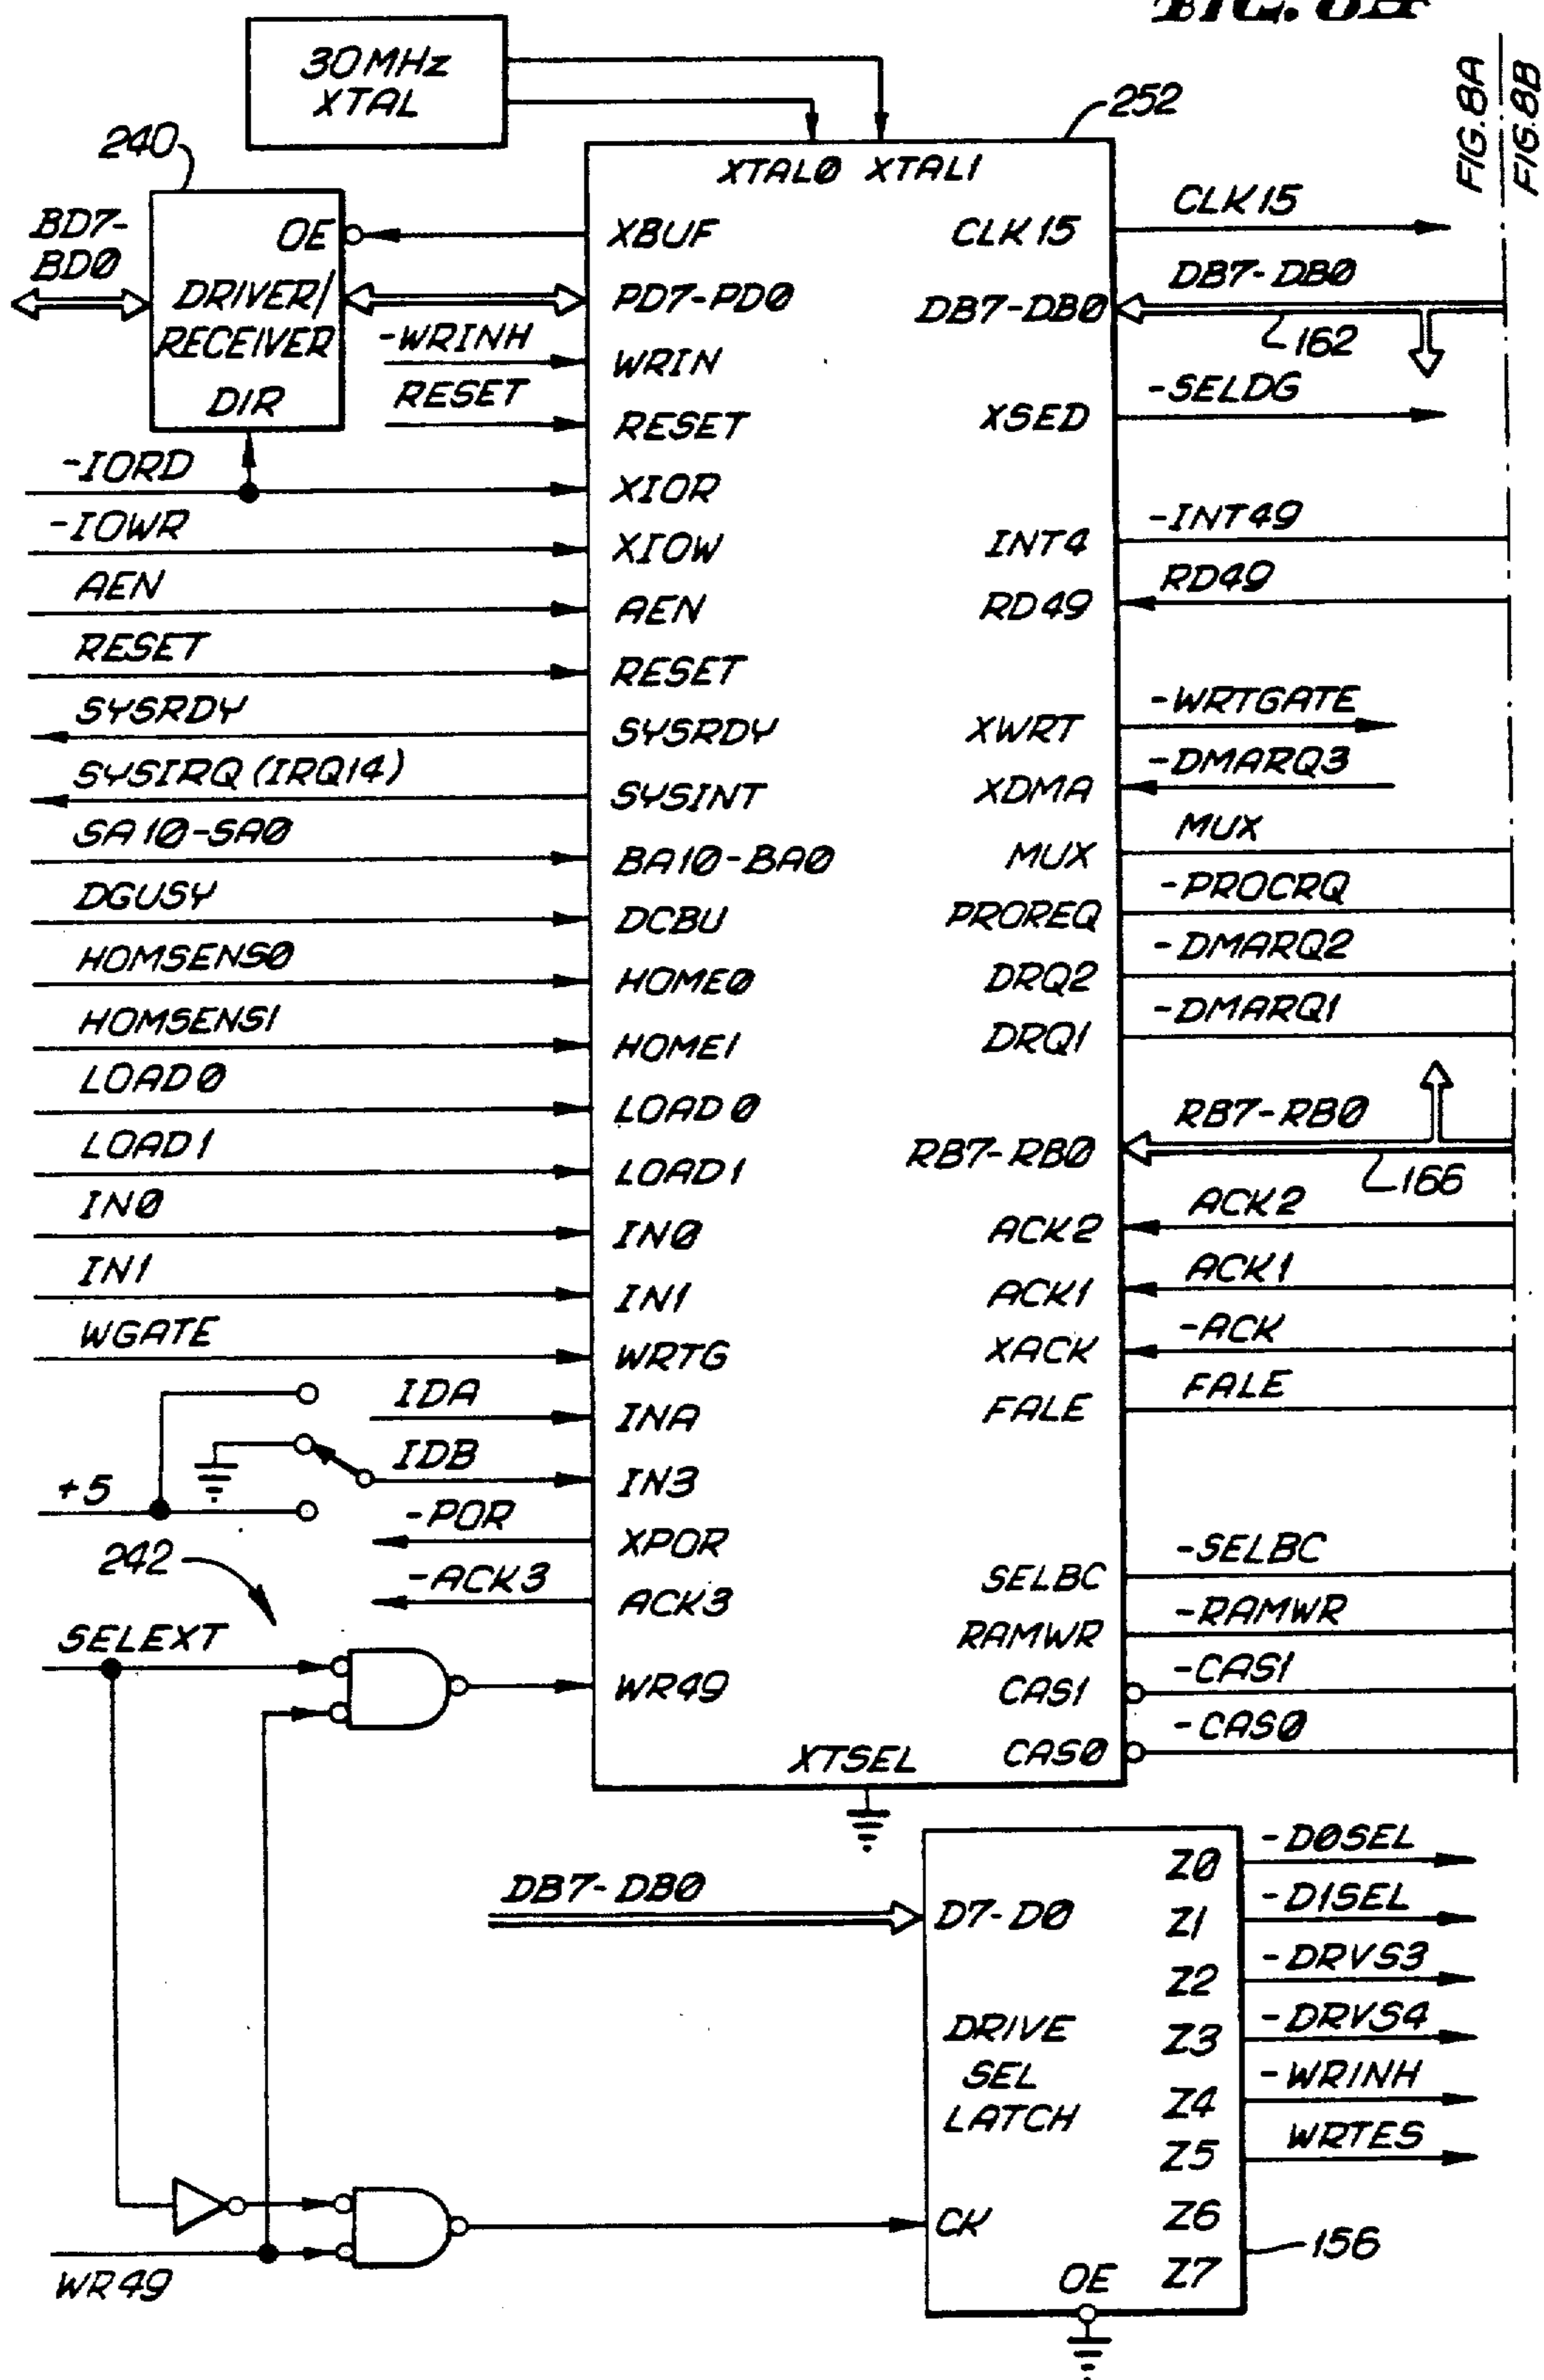 30MHz
XTAL
FIG. 8A
FIG. 8B
252
240
XTAL0 XTAL1
BD7-
BD0
OE
DRIVER/
RECEIVER
DIR
XBUF
CLK15
CLK15
PD7-PD0
DB7-DB0
DB7-DB0
162
-WRINH
WRIN
RESET
RESET
XSED
-SELDG
-IORD
XIOR
-IOWR
XIOW
INT4
-INT49
AEN
AEN
RD49
RD49
RESET
RESET
SYSRDY
SYSRDY
XWRT
-WRTGATE
SYSIRQ (IRQ14)
SYSINT
XDMA
-DMARQ3
SA10-SA0
BA10-BA0
MUX
MUX
DGUSY
DCBU
PROREQ
-PROCRQ
HOMSENS0
HOME0
DRQ2
-DMARQ2
HOMSENS1
HOME1
DRQ1
-DMARQ1
LOAD0
LOAD0
LOAD1
LOAD1
RB7-RB0
RB7-RB0
166
IN0
IN0
ACK2
ACK2
IN1
IN1
ACK1
ACK1
WGATE
WRTG
XACK
-ACK
IDA
INA
FALE
FALE
IDB
IN3
+5
-POR
XPOR
242
-ACK3
ACK3
SELBC
-SELBC
SELEXT
RAMWR
-RAMWR
WR49
CAS1
-CAS1
XTSEL
CAS0
-CAS0
DB7-DB0
D7-D0
DRIVE
SEL
LATCH
Z0
-D0SEL
Z1
-D1SEL
Z2
-DRVS3
Z3
-DRVS4
Z4
-WRINH
Z5
WRTES
CK
Z6
156
WR49
OE
Z7